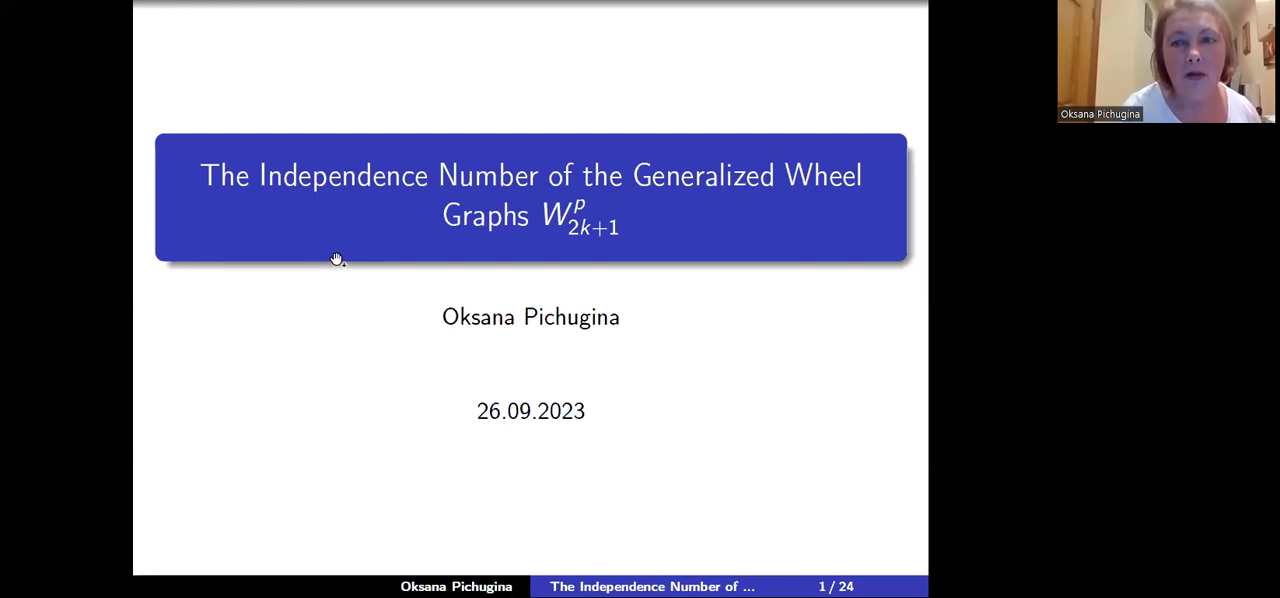 The Independence Number of the Generalized Wheel
Graphs W^p_{2k+1}
Oksana Pichugina
26.09.2023
Oksana Pichugina
The Independence Number of ...
1 / 24
Oksana Pichugina